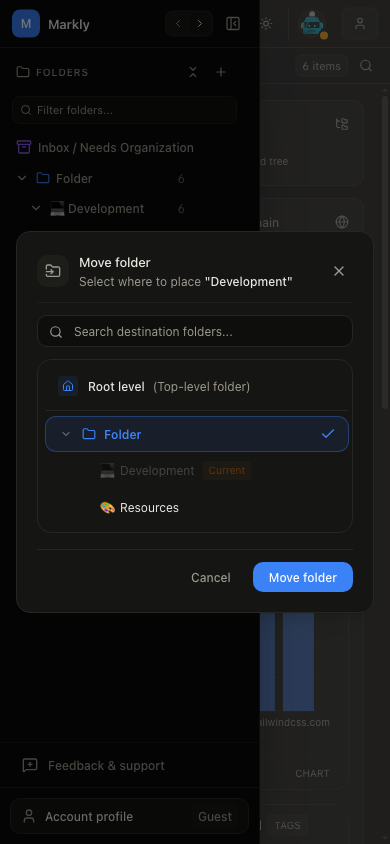 M Markly
FOLDERS
6 items
Filter folders...
Inbox / Needs Organization
d tree
Folder 6
Development 6
ain
Move folder
Select where to place "Development"
Search destination folders...
Root level (Top-level folder)
Folder
Development Current
Resources
Cancel Move folder
ailwindcss.com
Feedback & support
CHART
Account profile Guest
TAGS